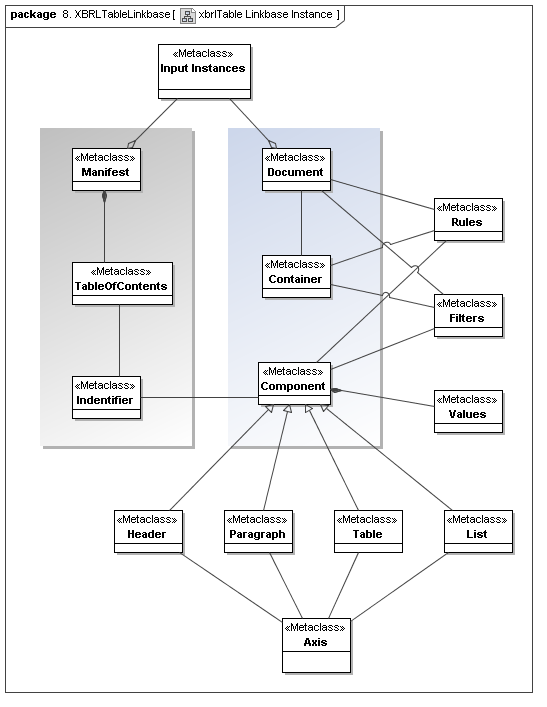 package 8. XBRLTableLinkbase [ xbrlTable Linkbase Instance ]
«Metaclass»
Input Instances
«Metaclass»
Manifest
«Metaclass»
Document
«Metaclass»
Rules
«Metaclass»
TableOfContents
«Metaclass»
Container
«Metaclass»
Filters
«Metaclass»
Indentifier
«Metaclass»
Component
«Metaclass»
Values
«Metaclass»
Header
«Metaclass»
Paragraph
«Metaclass»
Table
«Metaclass»
List
«Metaclass»
Axis